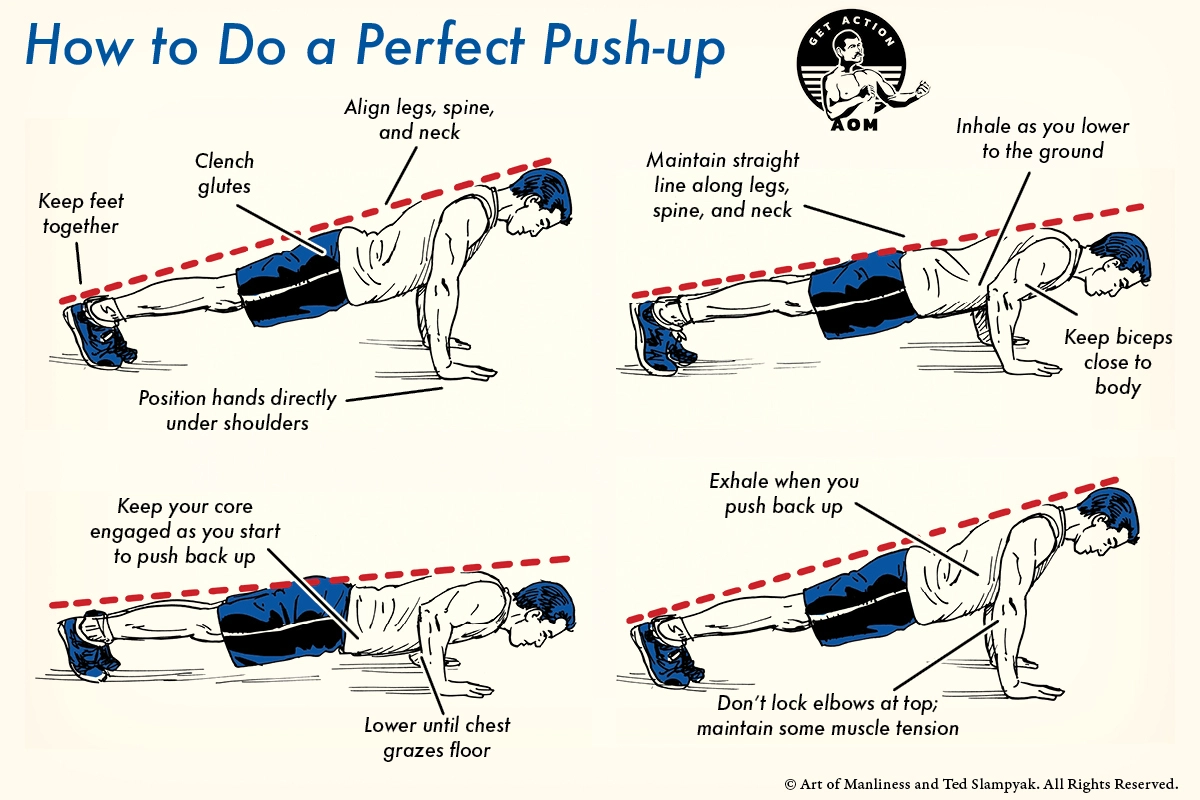 How to Do a Perfect Push-up
GET ACTION
AOM
Align legs, spine,
and neck
Clench
glutes
Keep feet
together
Position hands directly
under shoulders
Inhale as you lower
to the ground
Maintain straight
line along legs,
spine, and neck
Keep biceps
close to
body
Keep your core
engaged as you start
to push back up
Lower until chest
grazes floor
Exhale when you
push back up
Don't lock elbows at top;
maintain some muscle tension
© Art of Manliness and Ted Slampyak. All Rights Reserved.